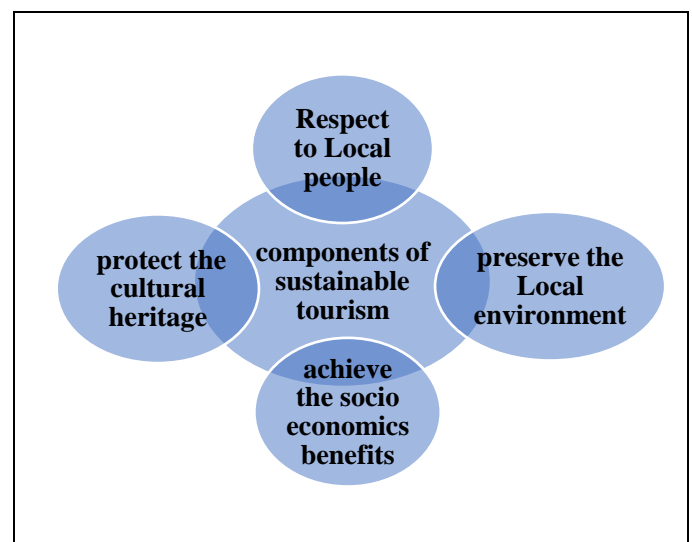 Respect
to Local
people
protect the
cultural
heritage
components of
sustainable
tourism
preserve the
Local
environment
achieve
the socio
economics
benefits